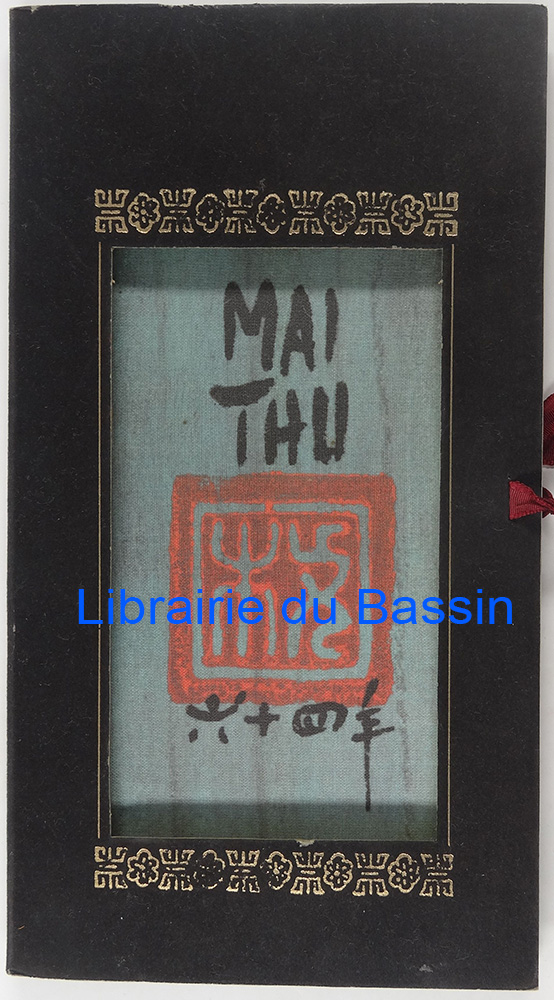 MAI
THU
Librairie du Bassin
六十四年